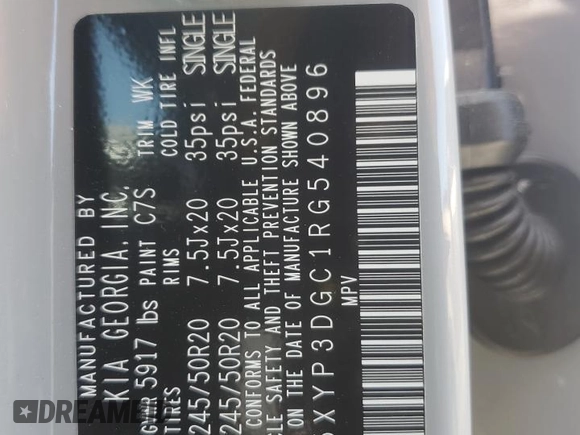 MANUFACTURED BY
KIA GEORGIA, INC.
GVWR 5917 lbs PAINT C7S TRIM WK
TIRES RIMS COLD TIRE INFL
245/50R20 7.5Jx20 35psi SINGLE
245/50R20 7.5Jx20 35psi SINGLE
CONFORMS TO ALL APPLICABLE U.S.A. FEDERAL
SAFETY AND THEFT PREVENTION STANDARDS
ON THE DATE OF MANUFACTURE SHOWN ABOVE
XYP3DGC1RG540896
MPV
DREAMERIDE